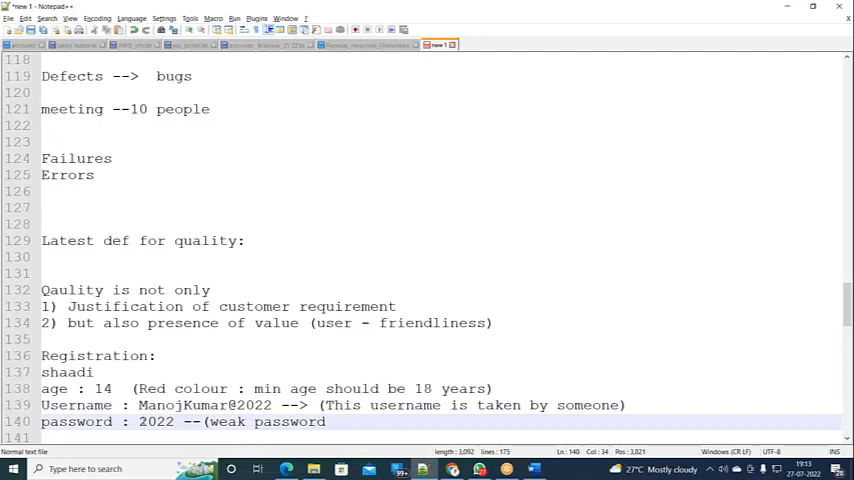 *new 1 - Notepad++
File Edit Search View Encoding Language Settings Tools Macro Run Plugins Window ?
new 1
118
119 Defects --> bugs
120
121 meeting --10 people
122
123
124 Failures
125 Errors
126
127
128
129 Latest def for quality:
130
131
132 Qaulity is not only
133 1) Justification of customer requirement
134 2) but also presence of value (user - friendliness)
135
136 Registration:
137 shaadi
138 age : 14 (Red colour : min age should be 18 years)
139 Username : ManojKumar@2022 --> (This username is taken by someone)
140 password : 2022 --(weak password
141
Normal text file length : 3,092 lines : 175 Ln : 140 Col : 34 Pos : 3,021 Windows (CR LF) UTF-8 INS
Type here to search 99+ 27°C Mostly cloudy 19:13
27-07-2022 28